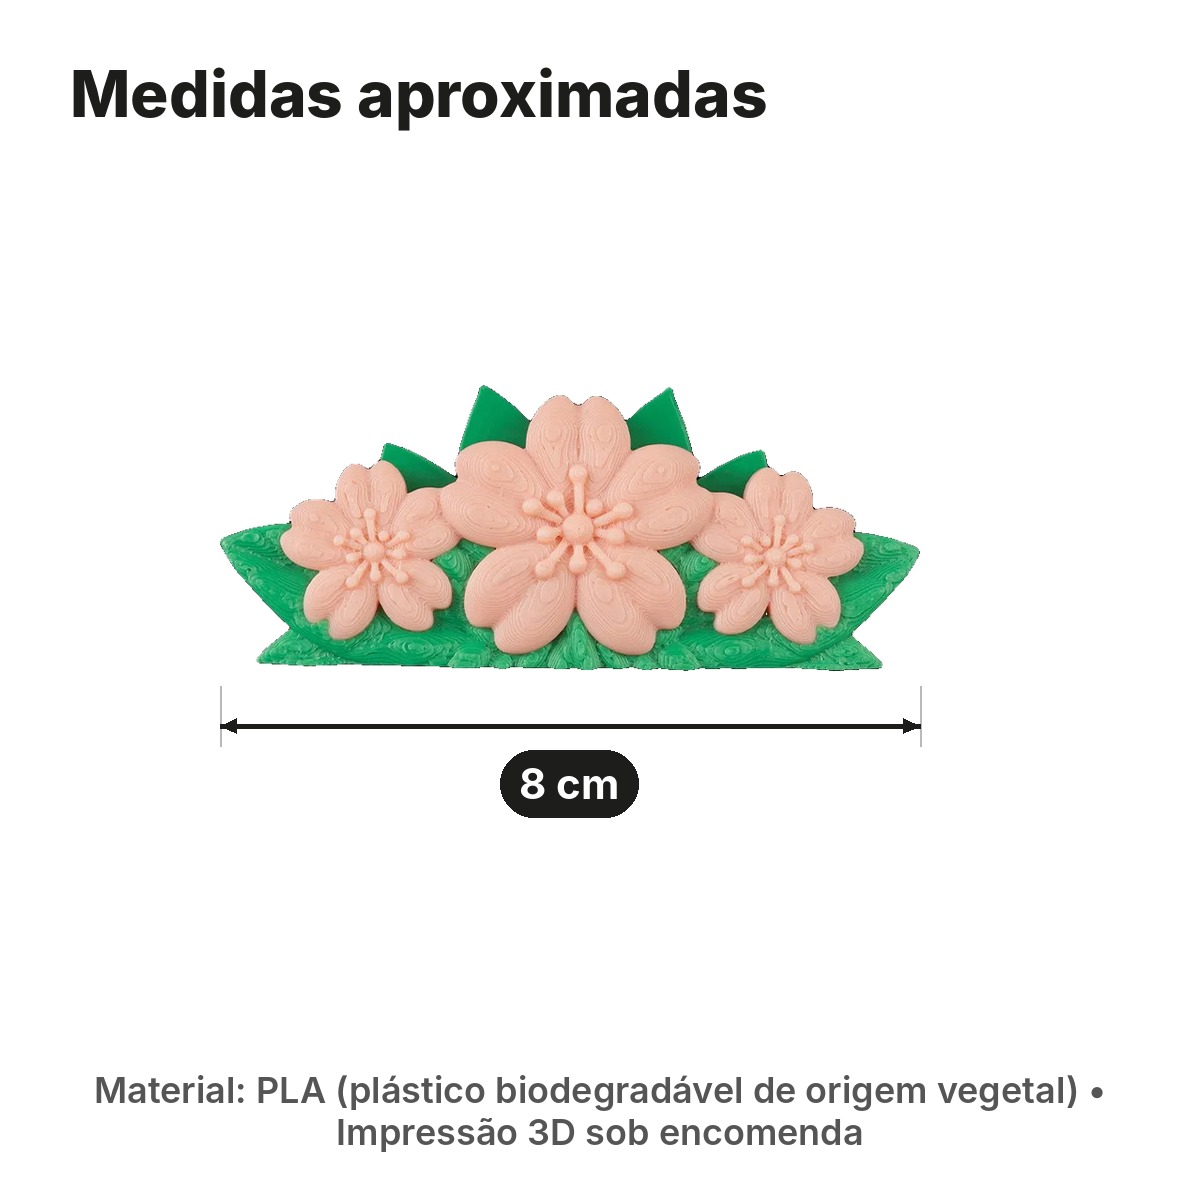 Medidas aproximadas
8 cm
Material: PLA (plástico biodegradável de origem vegetal) •
Impressão 3D sob encomenda